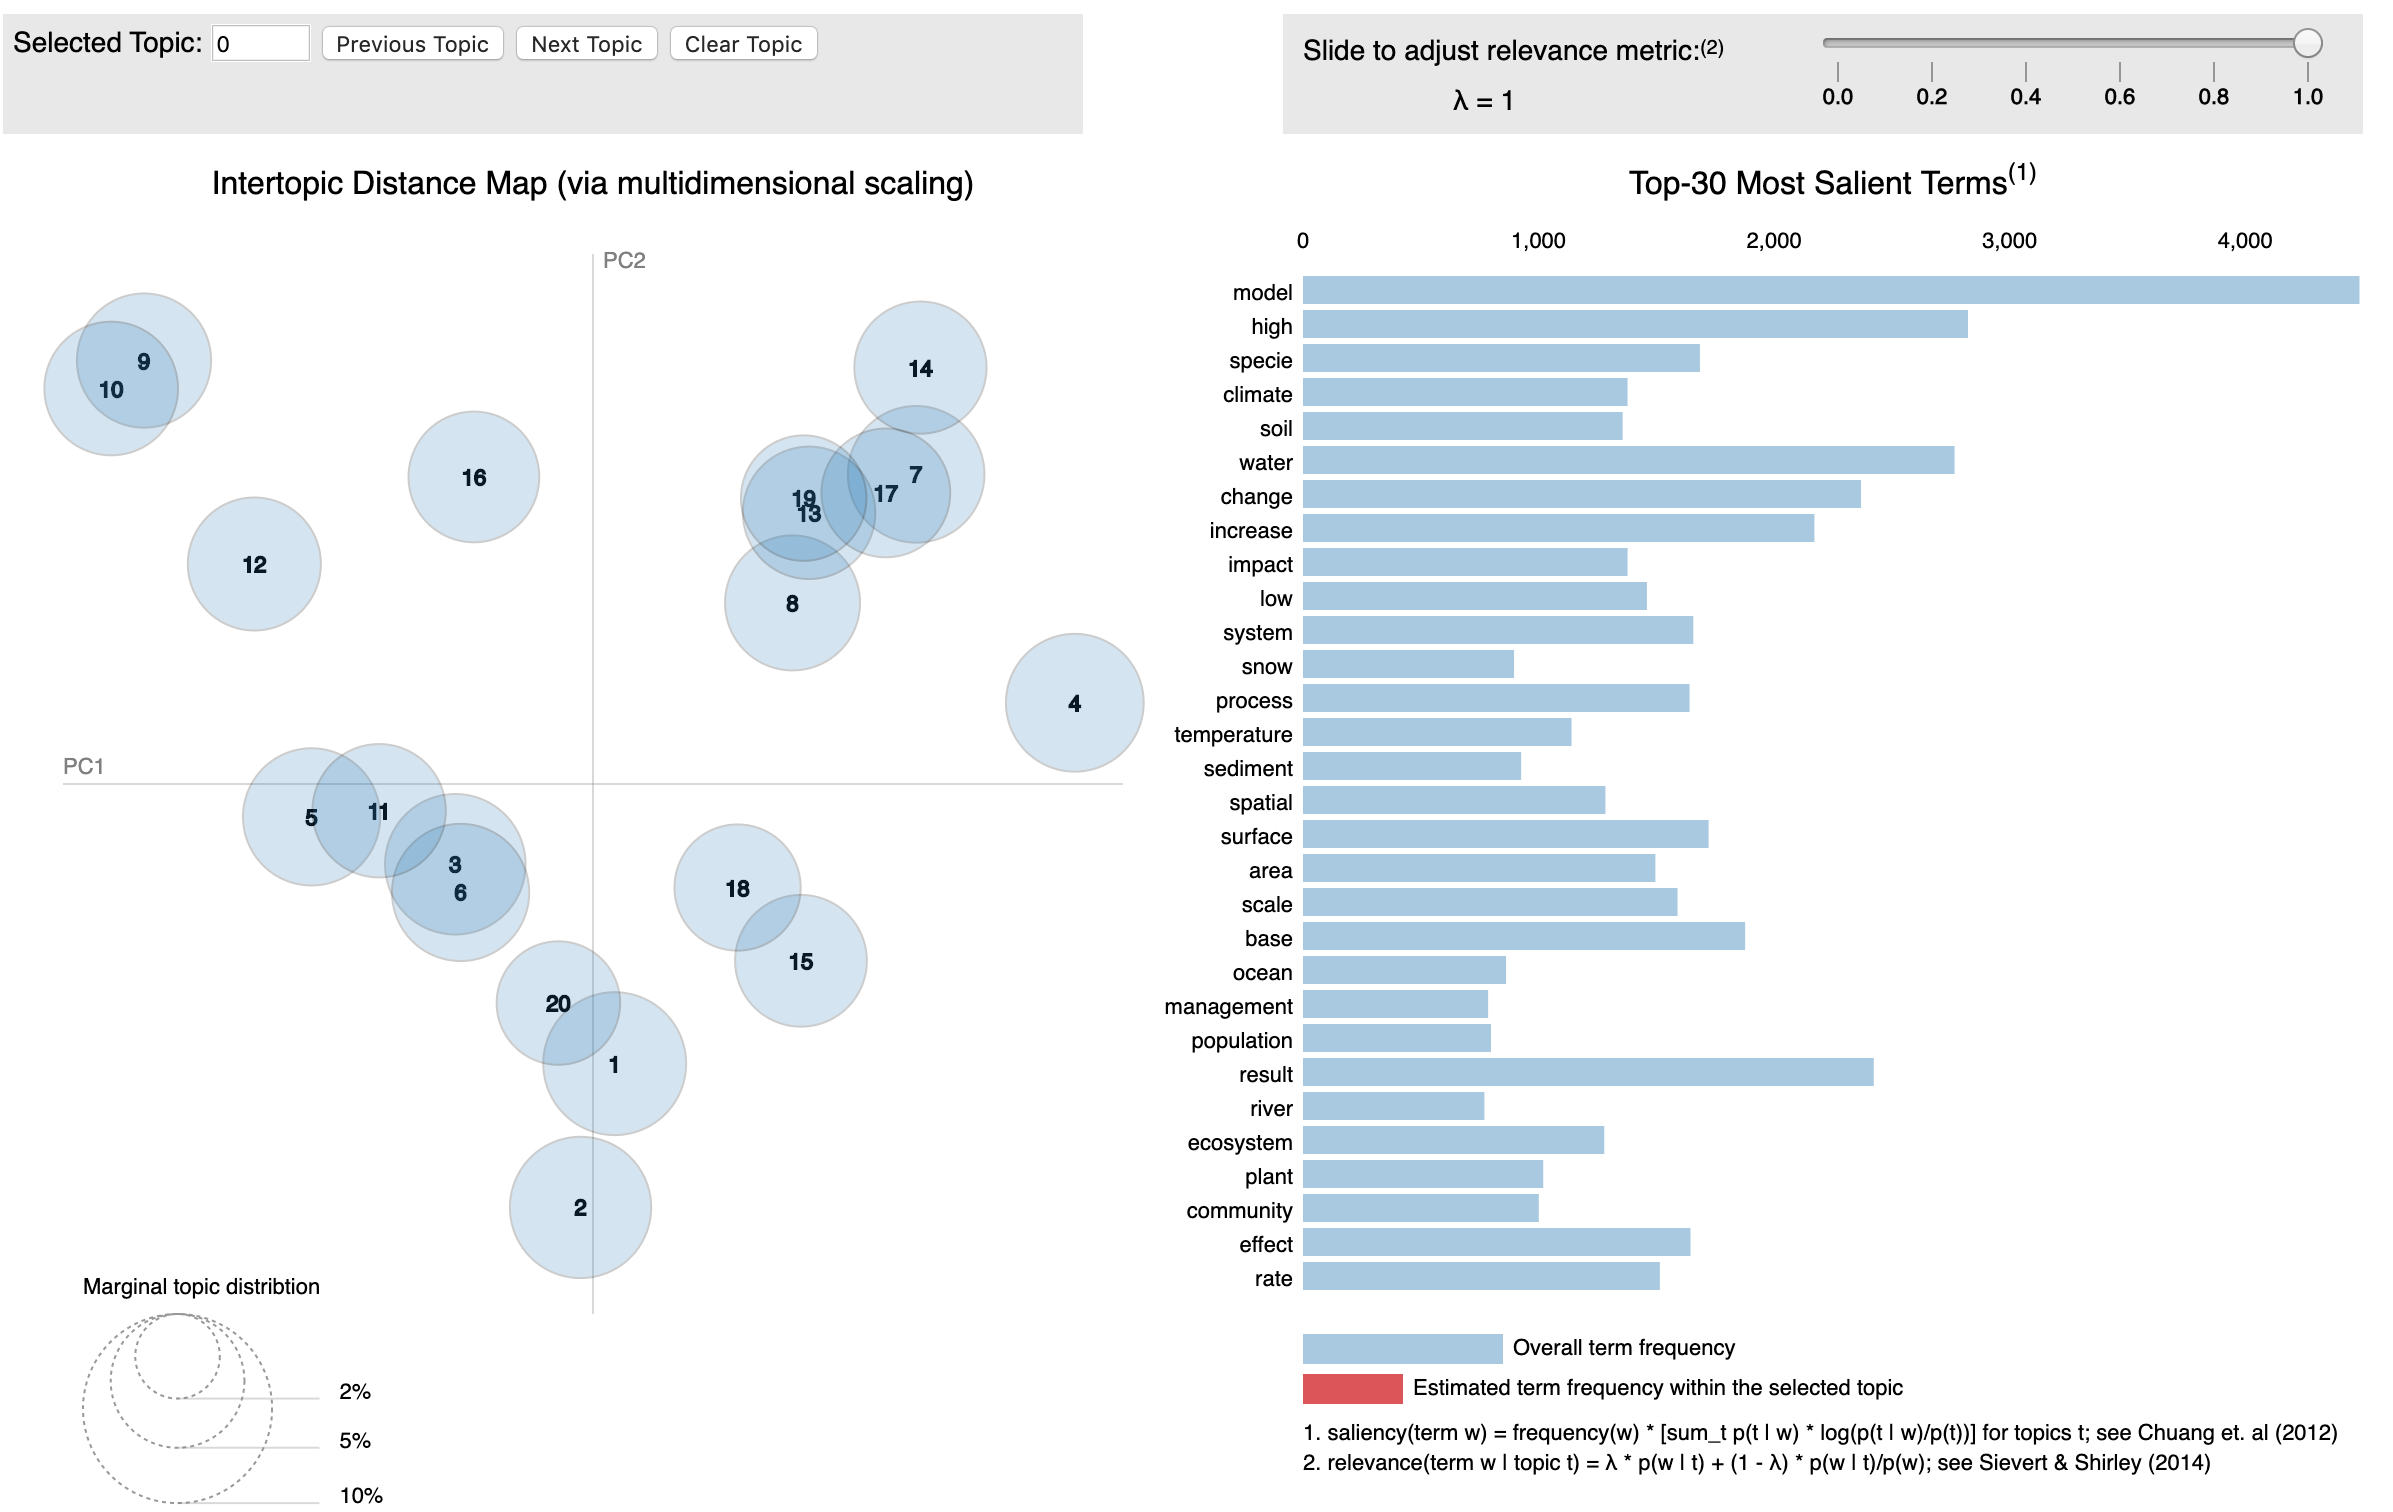 Selected Topic: 0 Previous Topic Next Topic Clear Topic
Slide to adjust relevance metric:(2)
λ = 1
0.0 0.2 0.4 0.6 0.8 1.0
Intertopic Distance Map (via multidimensional scaling)
PC2
PC1
9
10
14
16
7
17
19
13
12
8
4
5
11
3
6
18
15
20
1
2
Marginal topic distribtion
2%
5%
10%
Top-30 Most Salient Terms(1)
0 1,000 2,000 3,000 4,000
model
high
specie
climate
soil
water
change
increase
impact
low
system
snow
process
temperature
sediment
spatial
surface
area
scale
base
ocean
management
population
result
river
ecosystem
plant
community
effect
rate
Overall term frequency
Estimated term frequency within the selected topic
1. saliency(term w) = frequency(w) * [sum_t p(t | w) * log(p(t | w)/p(t))] for topics t; see Chuang et. al (2012)
2. relevance(term w | topic t) = λ * p(w | t) + (1 - λ) * p(w | t)/p(w); see Sievert & Shirley (2014)